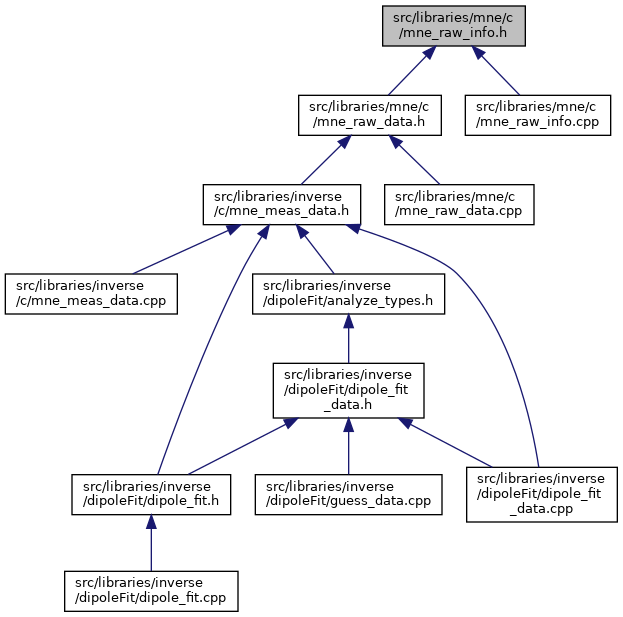 src/libraries/mne/c
/mne_raw_info.h
src/libraries/mne/c
/mne_raw_data.h
src/libraries/mne/c
/mne_raw_info.cpp
src/libraries/inverse
/c/mne_meas_data.h
src/libraries/mne/c
/mne_raw_data.cpp
src/libraries/inverse
/c/mne_meas_data.cpp
src/libraries/inverse
/dipoleFit/analyze_types.h
src/libraries/inverse
/dipoleFit/dipole_fit
_data.h
src/libraries/inverse
/dipoleFit/dipole_fit.h
src/libraries/inverse
/dipoleFit/guess_data.cpp
src/libraries/inverse
/dipoleFit/dipole_fit
_data.cpp
src/libraries/inverse
/dipoleFit/dipole_fit.cpp